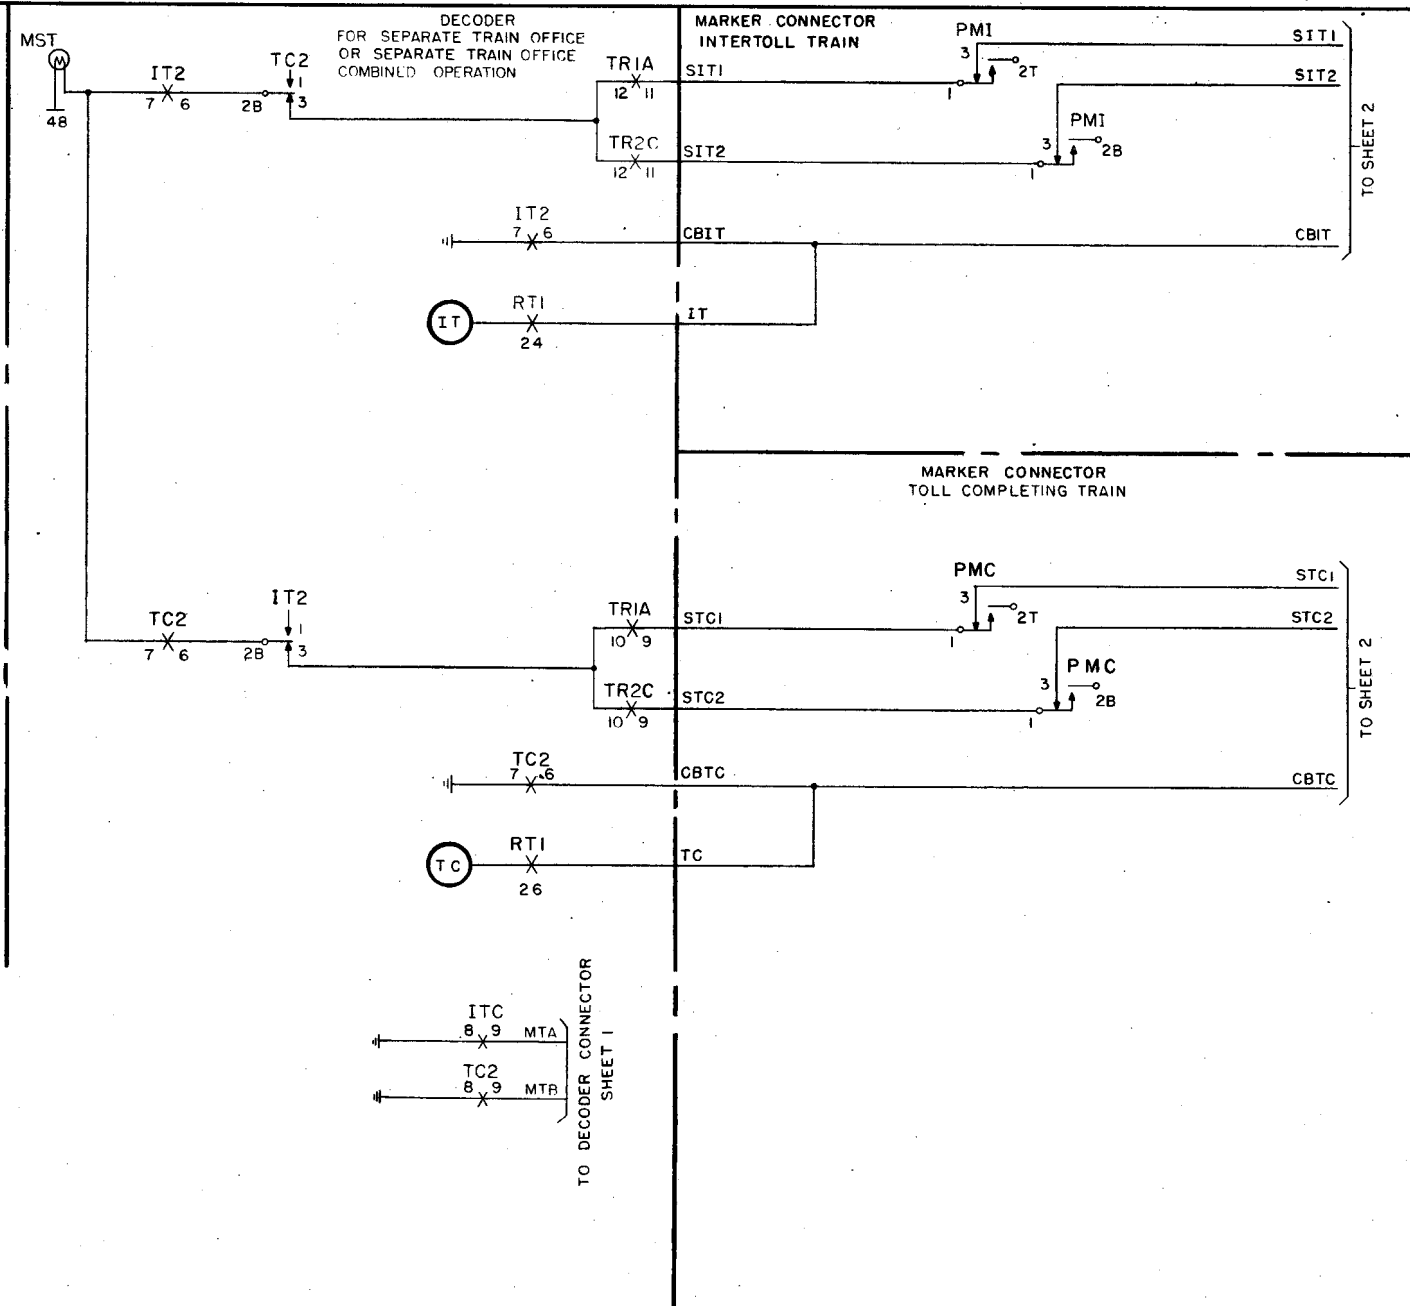 DECODER
FOR SEPARATE TRAIN OFFICE
OR SEPARATE TRAIN OFFICE
COMBINED OPERATION
MST
48
IT2
7 6
TC2
2B
1
3
TR1A
12 11
TR2C
12 11
IT2
7 6
IT
RT1
24
MARKER CONNECTOR
INTERTOLL TRAIN
SIT1
SIT2
CBIT
IT
PMI
3
2T
1
PMI
3
2B
1
SIT1
SIT2
CBIT
TO SHEET 2
MARKER CONNECTOR
TOLL COMPLETING TRAIN
TC2
7 6
IT2
2B
1
3
TR1A
10 9
TR2C
10 9
TC2
7 6
TC
RT1
26
STC1
STC2
CBTC
TC
PMC
3
2T
1
PMC
3
2B
1
STC1
STC2
CBTC
TO SHEET 2
ITC
8 9 MTA
TC2
8 9 MTB
TO DECODER CONNECTOR
SHEET 1